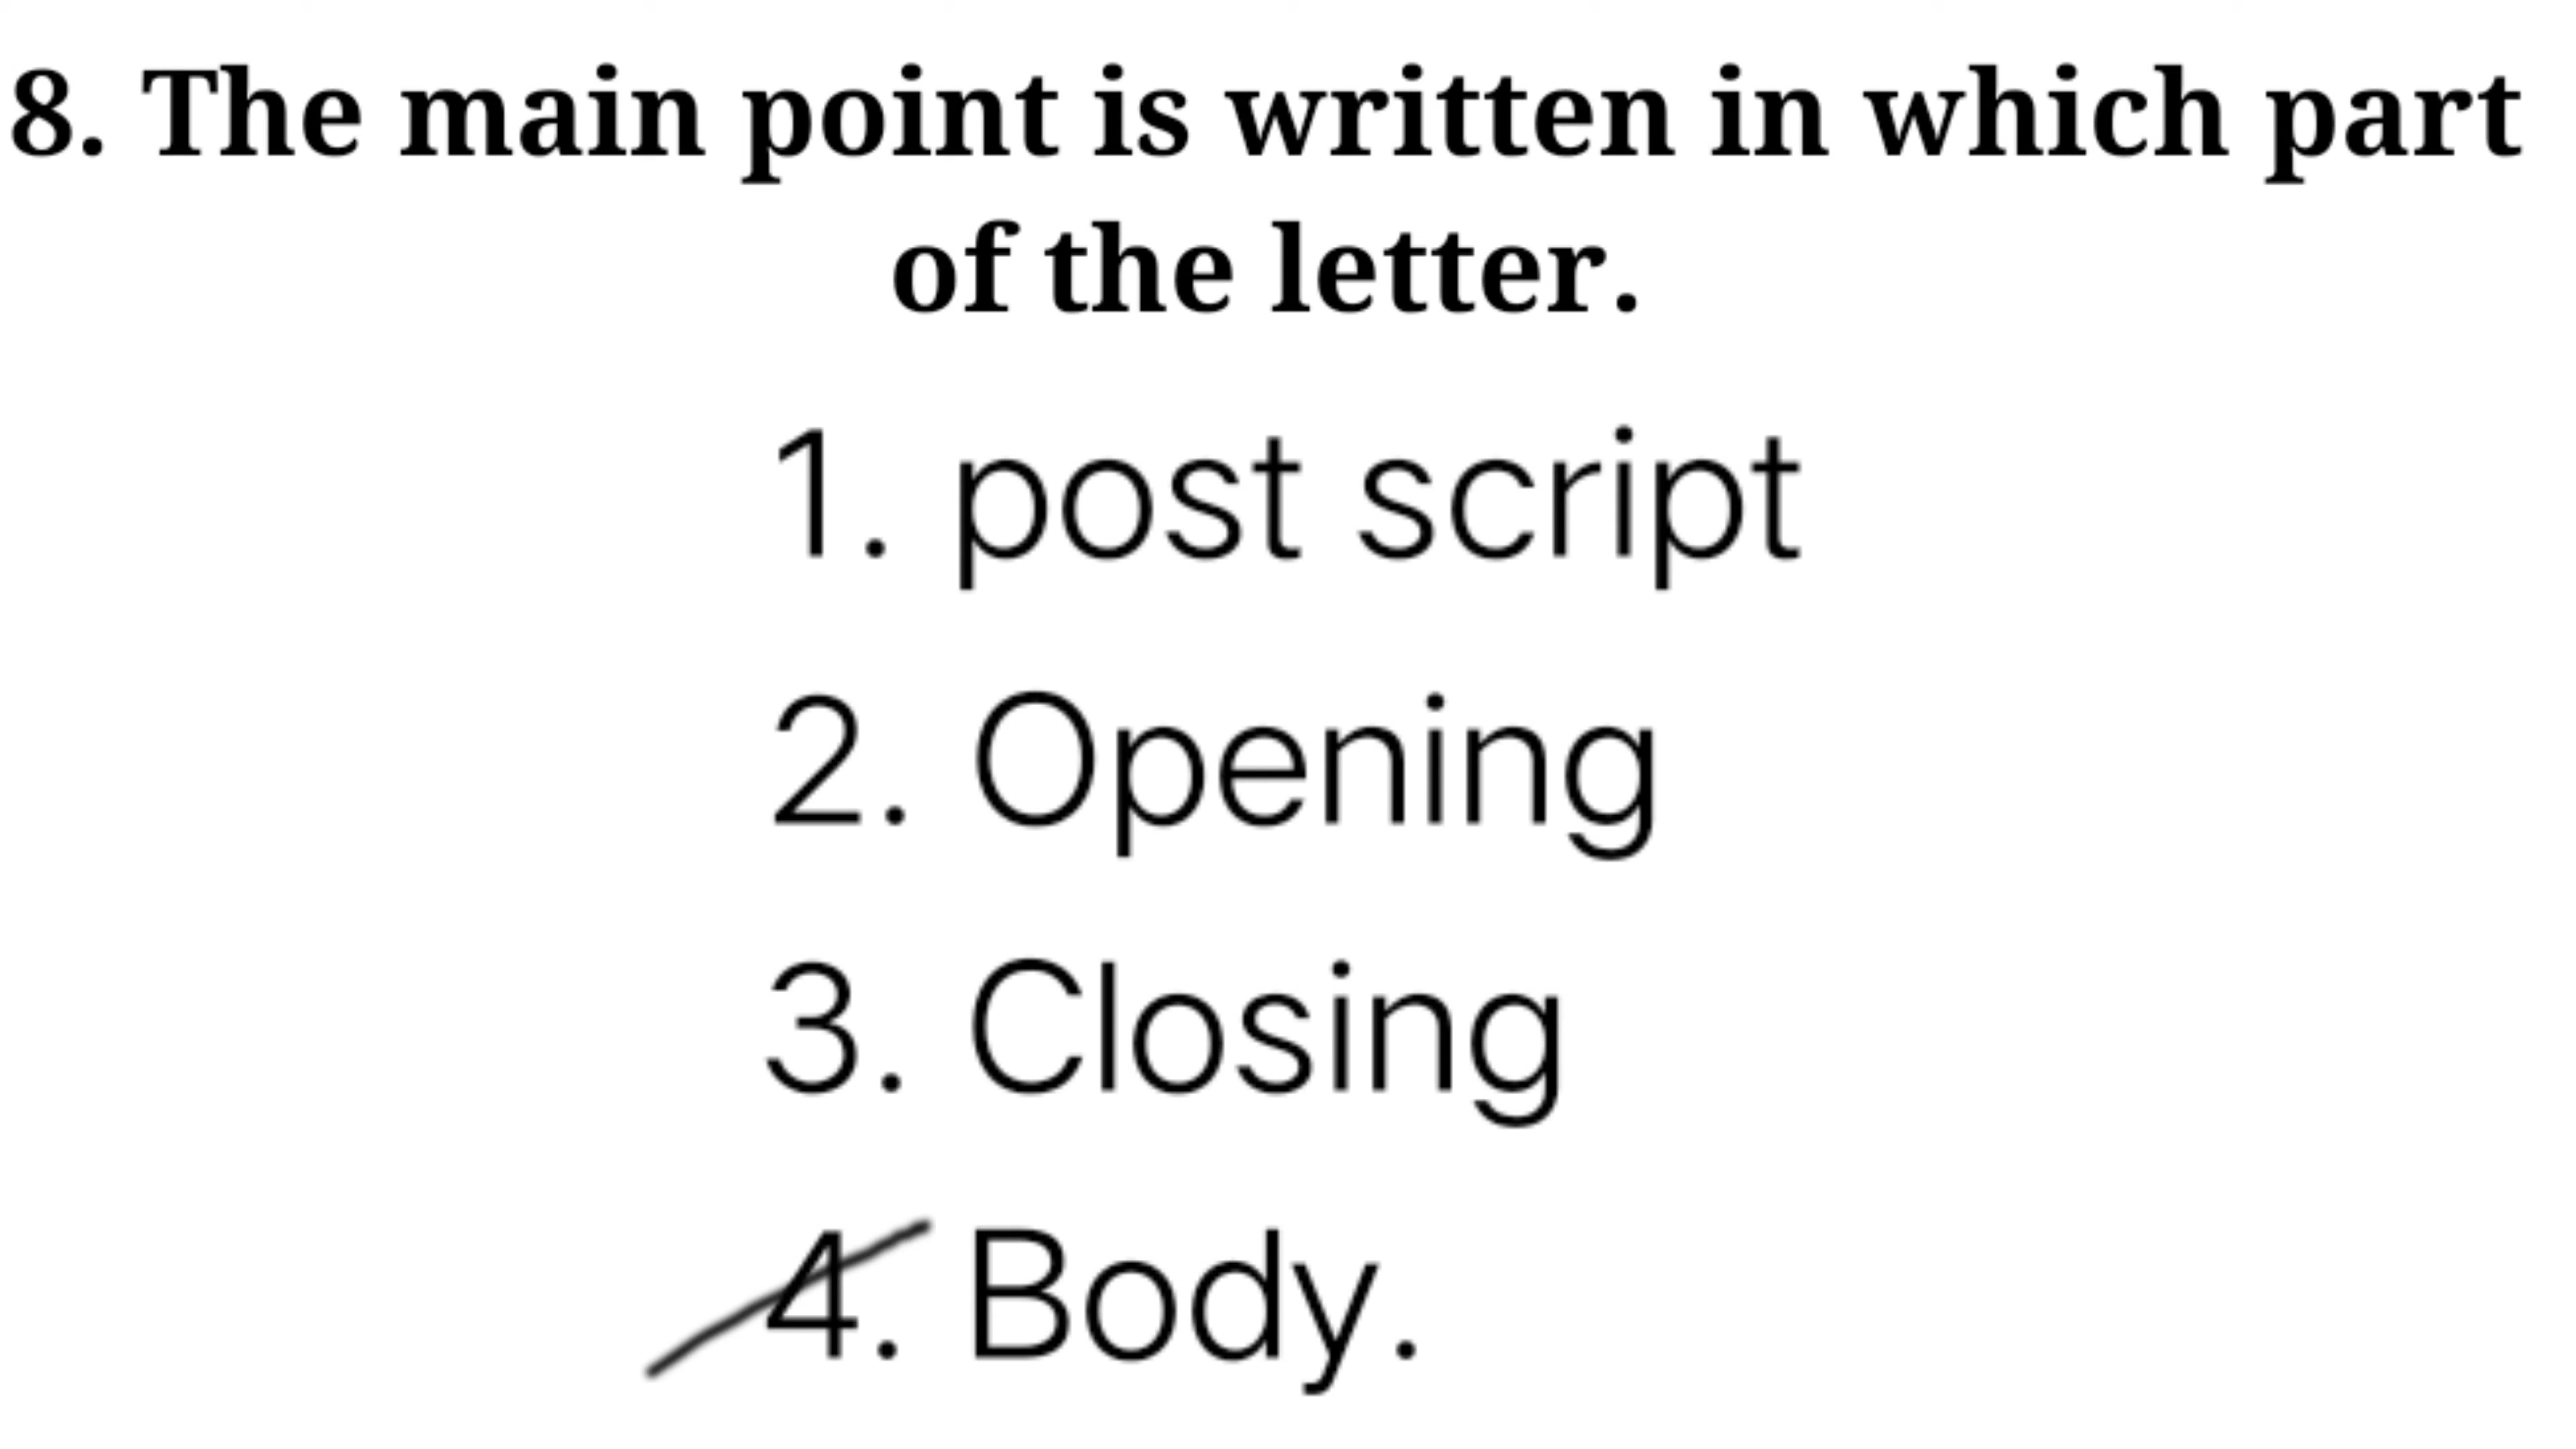 8. The main point is written in which part
of the letter.
1. post script
2. Opening
3. Closing
4. Body.